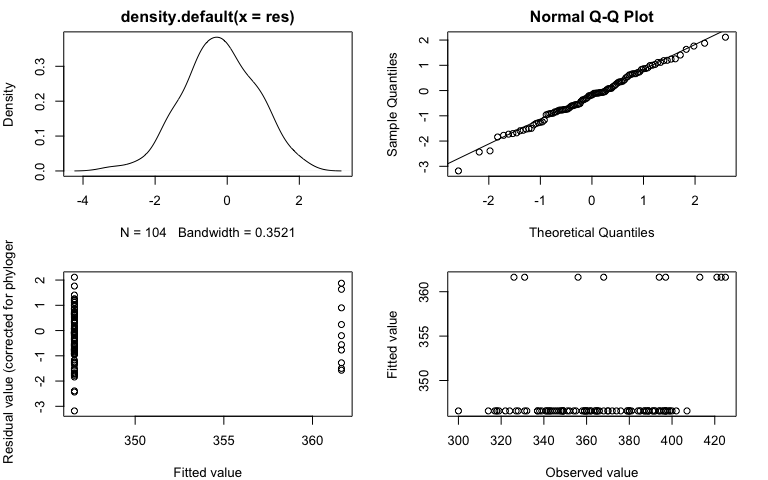 density.default(x = res)
Density
0.0 0.1 0.2 0.3
-4 -2 0 2
N = 104 Bandwidth = 0.3521
Normal Q-Q Plot
Sample Quantiles
-3 -2 -1 0 1 2
-2 -1 0 1 2
Theoretical Quantiles
Residual value (corrected for phyloger
-3 -2 -1 0 1 2
350 355 360
Fitted value
Fitted value
350 355 360
300 320 340 360 380 400 420
Observed value